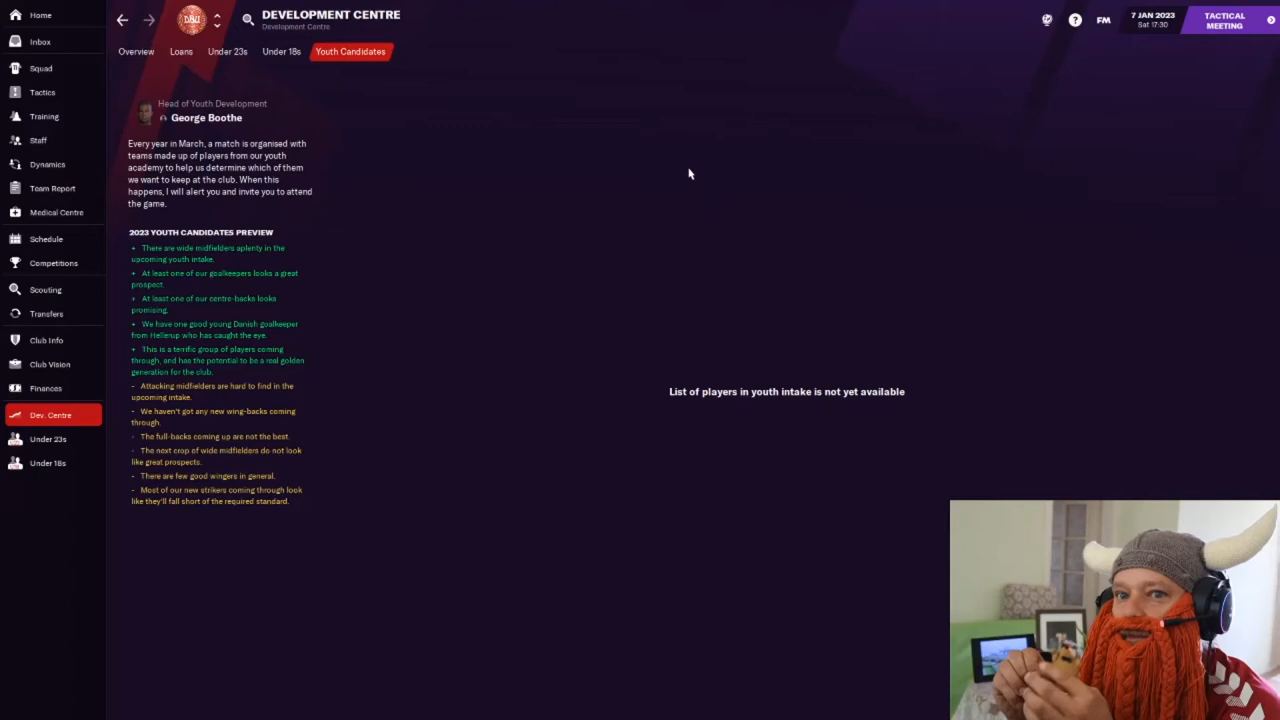 Home
Inbox
Squad
Tactics
Training
Staff
Dynamics
Team Report
Medical Centre
Schedule
Competitions
Scouting
Transfers
Club Info
Club Vision
Finances
Dev. Centre
Under 23s
Under 18s
DBU
DEVELOPMENT CENTRE
Development Centre
?
FM
7 JAN 2023
Sat 17:30
TACTICAL
MEETING
Overview
Loans
Under 23s
Under 18s
Youth Candidates
Head of Youth Development
George Boothe
Every year in March, a match is organised with
teams made up of players from our youth
academy to help us determine which of them
we want to keep at the club. When this
happens, I will alert you and invite you to attend
the game.
2023 YOUTH CANDIDATES PREVIEW
+ There are wide midfielders aplenty in the
upcoming youth intake.
+ At least one of our goalkeepers looks a great
prospect.
+ At least one of our centre-backs looks
promising.
+ We have one good young Danish goalkeeper
from Hellerup who has caught the eye.
+ This is a terrific group of players coming
through, and has the potential to be a real golden
generation for the club.
- Attacking midfielders are hard to find in the
upcoming intake.
- We haven't got any new wing-backs coming
through.
- The full-backs coming up are not the best.
- The next crop of wide midfielders do not look
like great prospects.
- There are few good wingers in general.
- Most of our new strikers coming through look
like they'll fall short of the required standard.
List of players in youth intake is not yet available